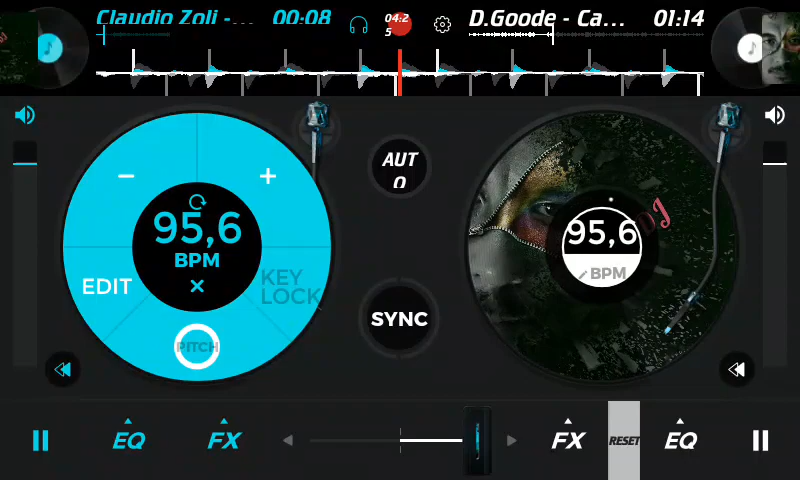 Claudio Zoli -...
00:08
04:2
5
D.Goode - Ca...
01:14
AUT
O
−
+
95,6
BPM
×
EDIT
KEY
LOCK
PITCH
SYNC
DJ
95,6
BPM
EQ
FX
FX
RESET
EQ